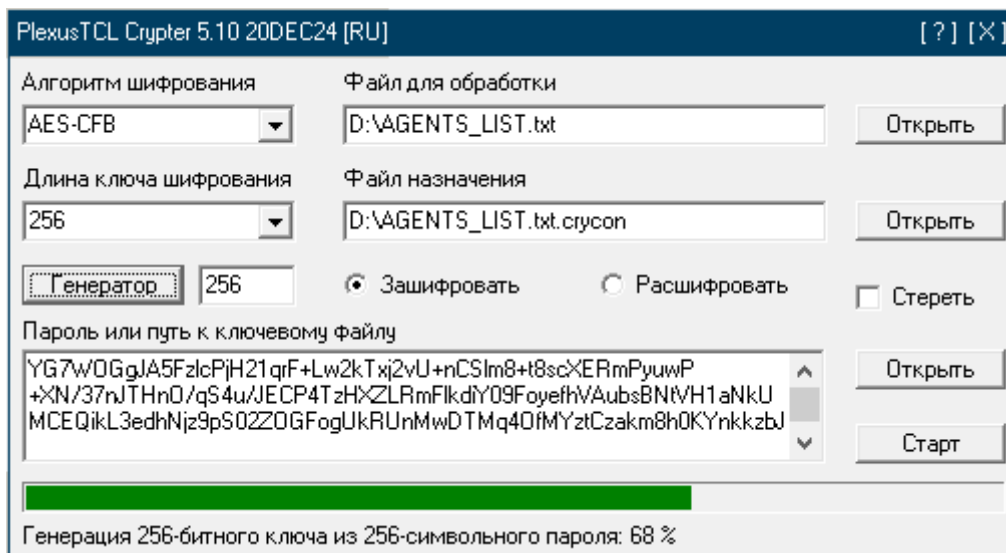 PlexusTCL Crypter 5.10 20DEC24 [RU] [?] [X]
Алгоритм шифрования Файл для обработки
AES-CFB D:\AGENTS_LIST.txt Открыть
Длина ключа шифрования Файл назначения
256 D:\AGENTS_LIST.txt.crycon Открыть
Генератор 256 Зашифровать Расшифровать Стереть
Пароль или путь к ключевому файлу
YG7WOGgJA5FzlcPjH21qrF+Lw2kTxj2vU+nCSlm8+t8scXERmPyuwP Открыть
+XN/37nJTHnO/qS4u/JECP4TzHXZLRmFlkdiY09FoyefhVAubsBNtVH1aNkU
MCEQikL3edhNjz9pS02ZOGFogUkRUnMwDTMq4OfMYztCzakm8h0KYnkkzbJ Старт
Генерация 256-битного ключа из 256-символьного пароля: 68 %